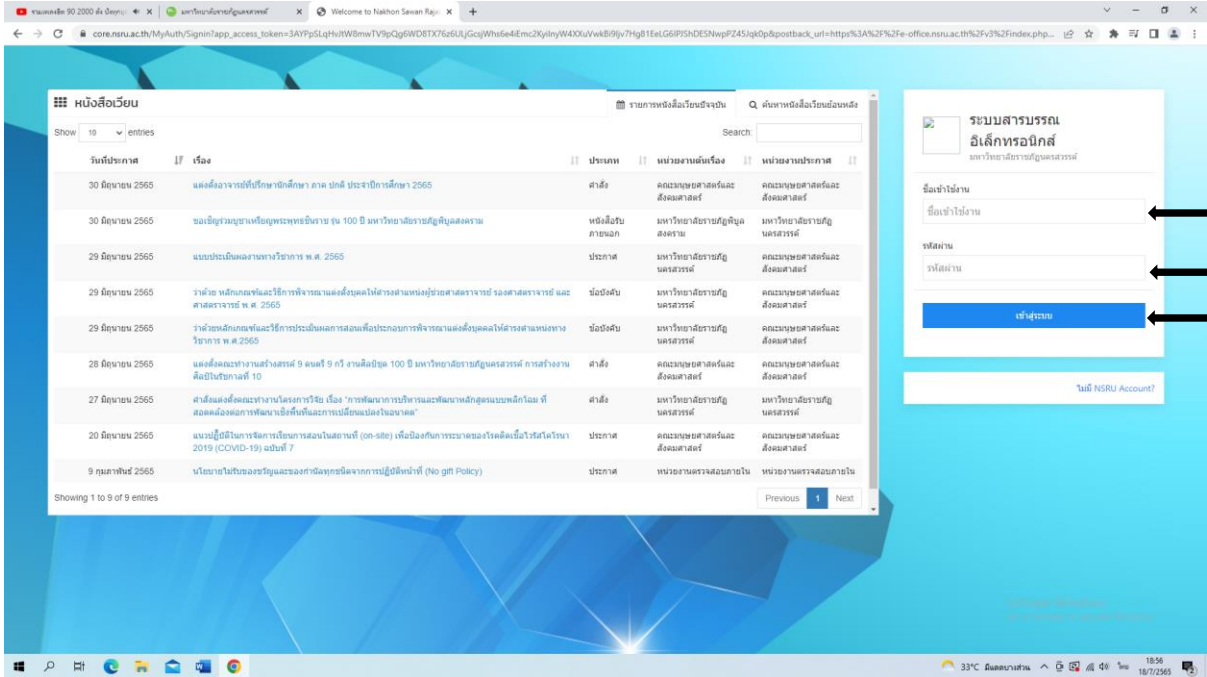 Welcome to Nakhon Sawan Raja
core.nsru.ac.th/MyAuth/Signin?app_access_token=
หนังสือเวียน
รายการหนังสือเวียนปัจจุบัน
ค้นหาหนังสือเวียนย้อนหลัง
Show 10 entries
Search:
วันที่ประกาศ เรื่อง ประเภท หน่วยงานต้นเรื่อง หน่วยงานประกาศ
30 มิถุนายน 2565 แต่งตั้งอาจารย์ที่ปรึกษานักศึกษา ภาค ปกติ ประจำปีการศึกษา 2565 คำสั่ง คณะมนุษยศาสตร์และ คณะมนุษยศาสตร์และ
สังคมศาสตร์ สังคมศาสตร์
30 มิถุนายน 2565 ขอเชิญร่วมบูชาเหรียญพระพุทธชินราช รุ่น 100 ปี มหาวิทยาลัยราชภัฏพิบูลสงคราม หนังสือรับ มหาวิทยาลัยราชภัฏพิบูล มหาวิทยาลัยราชภัฏ
ภายนอก สงคราม นครสวรรค์
29 มิถุนายน 2565 แบบประเมินผลงานทางวิชาการ พ.ศ. 2565 ประกาศ มหาวิทยาลัยราชภัฏ คณะมนุษยศาสตร์และ
นครสวรรค์ สังคมศาสตร์
29 มิถุนายน 2565 ว่าด้วย หลักเกณฑ์และวิธีการพิจารณาแต่งตั้งบุคคลให้ดำรงตำแหน่งผู้ช่วยศาสตราจารย์ รองศาสตราจารย์ และ ข้อบังคับ มหาวิทยาลัยราชภัฏ คณะมนุษยศาสตร์และ
ศาสตราจารย์ พ.ศ. 2565 นครสวรรค์ สังคมศาสตร์
29 มิถุนายน 2565 ว่าด้วยหลักเกณฑ์และวิธีการประเมินผลการสอนเพื่อประกอบการพิจารณาแต่งตั้งบุคคลให้ดำรงตำแหน่งทาง ข้อบังคับ มหาวิทยาลัยราชภัฏ คณะมนุษยศาสตร์และ
วิชาการ พ.ศ.2565 นครสวรรค์ สังคมศาสตร์
28 มิถุนายน 2565 แต่งตั้งคณะทำงานสร้างสรรค์ 9 ดนตรี 9 กวี งานศิลป์ชุด 100 ปี มหาวิทยาลัยราชภัฏนครสวรรค์ การสร้างงาน คำสั่ง คณะมนุษยศาสตร์และ คณะมนุษยศาสตร์และ
ศิลป์ในรัชกาลที่ 10 สังคมศาสตร์ สังคมศาสตร์
27 มิถุนายน 2565 คำสั่งแต่งตั้งคณะทำงานโครงการวิจัย เรื่อง "การพัฒนาการบริหารและพัฒนาหลักสูตรแบบพลิกโฉม ที่ คำสั่ง มหาวิทยาลัยราชภัฏ คณะมนุษยศาสตร์และ
สอดคล้องต่อการพัฒนาเชิงพื้นที่และการเปลี่ยนแปลงในอนาคต" นครสวรรค์ สังคมศาสตร์
20 มิถุนายน 2565 แนวปฏิบัติในการจัดการเรียนการสอนในสถานที่ (on-site) เพื่อป้องกันการระบาดของโรคติดเชื้อไวรัสโคโรนา ประกาศ คณะมนุษยศาสตร์และ คณะมนุษยศาสตร์และ
2019 (COVID-19) ฉบับที่ 7 สังคมศาสตร์ สังคมศาสตร์
9 กุมภาพันธ์ 2565 นโยบายไม่รับของขวัญและของกำนัลทุกชนิดจากการปฏิบัติหน้าที่ (No gift Policy) ประกาศ หน่วยงานตรวจสอบภายใน หน่วยงานตรวจสอบภายใน
Showing 1 to 9 of 9 entries
Previous 1 Next
ระบบสารบรรณ
อิเล็กทรอนิกส์
มหาวิทยาลัยราชภัฏนครสวรรค์
ชื่อเข้าใช้งาน
ชื่อเข้าใช้งาน
รหัสผ่าน
รหัสผ่าน
เข้าสู่ระบบ
ไม่มี NSRU Account?
33°C มีแดดบางส่วน
ไทย
18:56
18/7/2565